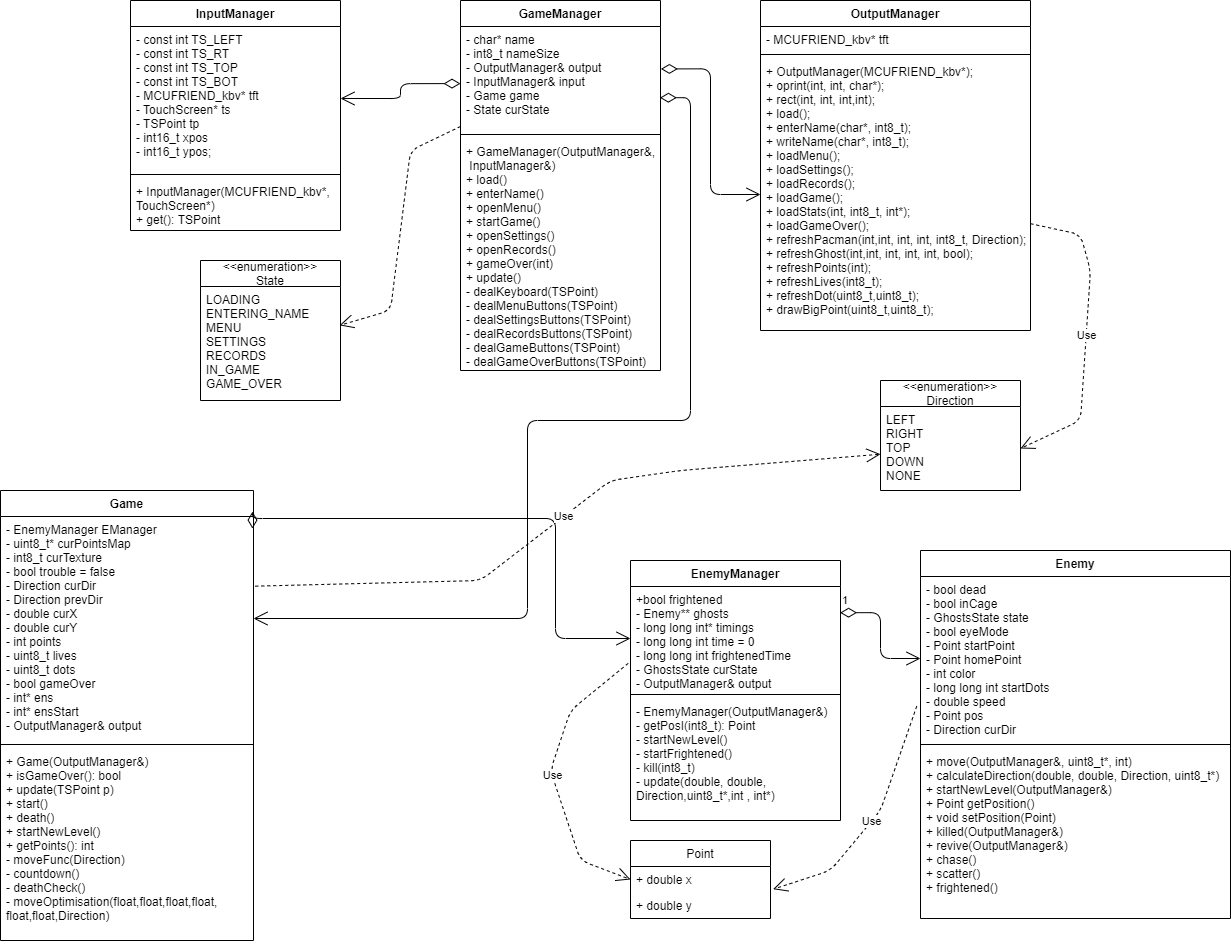 InputManager
- const int TS_LEFT
- const int TS_RT
- const int TS_TOP
- const int TS_BOT
- MCUFRIEND_kbv* tft
- TouchScreen* ts
- TSPoint tp
- int16_t xpos
- int16_t ypos;
+ InputManager(MCUFRIEND_kbv*,
TouchScreen*)
+ get(): TSPoint
GameManager
- char* name
- int8_t nameSize
- OutputManager& output
- InputManager& input
- Game game
- State curState
+ GameManager(OutputManager&,
InputManager&)
+ load()
+ enterName()
+ openMenu()
+ startGame()
+ openSettings()
+ openRecords()
+ gameOver(int)
+ update()
- dealKeyboard(TSPoint)
- dealMenuButtons(TSPoint)
- dealSettingsButtons(TSPoint)
- dealRecordsButtons(TSPoint)
- dealGameButtons(TSPoint)
- dealGameOverButtons(TSPoint)
OutputManager
- MCUFRIEND_kbv* tft
+ OutputManager(MCUFRIEND_kbv*);
+ oprint(int, int, char*);
+ rect(int, int, int,int);
+ load();
+ enterName(char*, int8_t);
+ writeName(char*, int8_t);
+ loadMenu();
+ loadSettings();
+ loadRecords();
+ loadGame();
+ loadStats(int, int8_t, int*);
+ loadGameOver();
+ refreshPacman(int,int, int, int, int8_t, Direction);
+ refreshGhost(int,int, int, int, int, bool);
+ refreshPoints(int);
+ refreshLives(int8_t);
+ refreshDot(uint8_t,uint8_t);
+ drawBigPoint(uint8_t,uint8_t);
<<enumeration>>
State
LOADING
ENTERING_NAME
MENU
SETTINGS
RECORDS
IN_GAME
GAME_OVER
Use
<<enumeration>>
Direction
LEFT
RIGHT
TOP
DOWN
NONE
Game
- EnemyManager EManager
- uint8_t* curPointsMap
- int8_t curTexture
- bool trouble = false
- Direction curDir
- Direction prevDir
- double curX
- double curY
- int points
- uint8_t lives
- uint8_t dots
- bool gameOver
- int* ens
- int* ensStart
- OutputManager& output
+ Game(OutputManager&)
+ isGameOver(): bool
+ update(TSPoint p)
+ start()
+ death()
+ startNewLevel()
+ getPoints(): int
- moveFunc(Direction)
- countdown()
- deathCheck()
- moveOptimisation(float,float,float,float,
float,float,Direction)
Use
EnemyManager
+bool frightened
- Enemy** ghosts
- long long int* timings
- long long int time = 0
- long long int frightenedTime
- GhostsState curState
- OutputManager& output
- EnemyManager(OutputManager&)
- getPosI(int8_t): Point
- startNewLevel()
- startFrightened()
- kill(int8_t)
- update(double, double,
Direction,uint8_t*,int , int*)
1
Enemy
- bool dead
- bool inCage
- GhostsState state
- bool eyeMode
- Point startPoint
- Point homePoint
- int color
- long long int startDots
- double speed
- Point pos
- Direction curDir
+ move(OutputManager&, uint8_t*, int)
+ calculateDirection(double, double, Direction, uint8_t*)
+ startNewLevel(OutputManager&)
+ Point getPosition()
+ void setPosition(Point)
+ killed(OutputManager&)
+ revive(OutputManager&)
+ chase()
+ scatter()
+ frightened()
Use
Use
Point
+ double x
+ double y